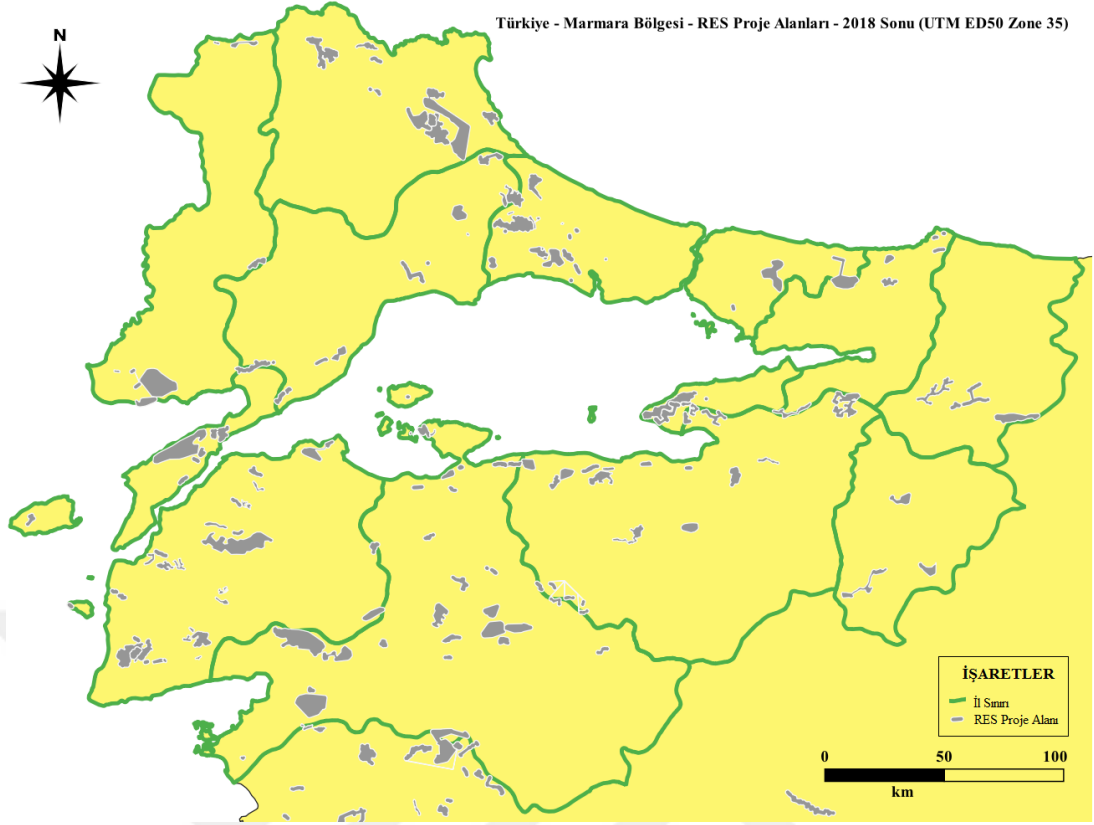 Türkiye - Marmara Bölgesi - RES Proje Alanları - 2018 Sonu (UTM ED50 Zone 35)
N
İŞARETLER
İl Sınırı
RES Proje Alanı
0 50 100
km